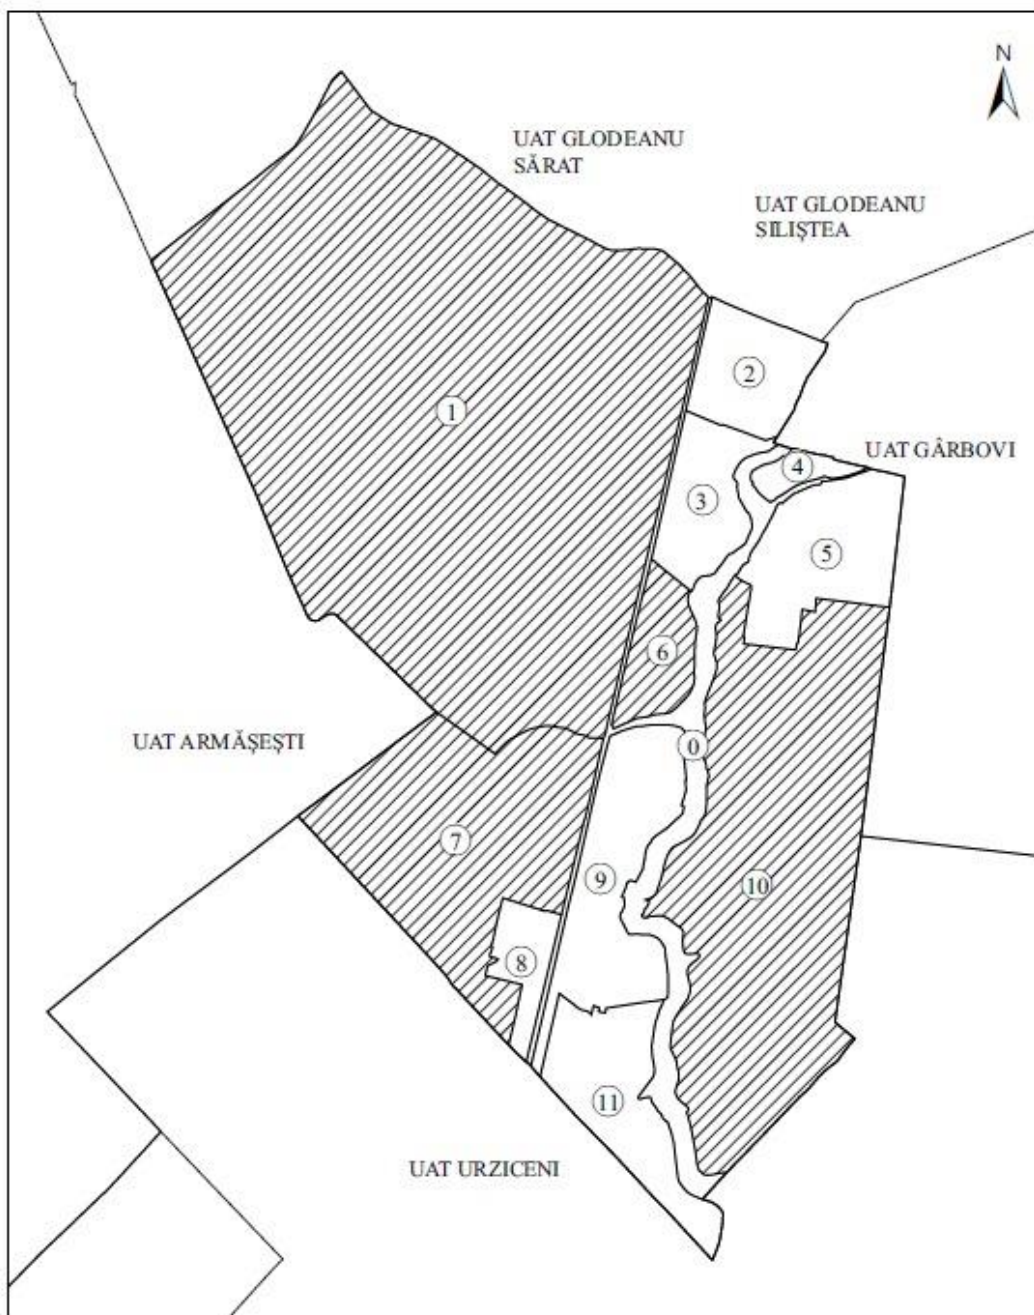 N
UAT GLODEANU
SĂRAT
UAT GLODEANU
SILIȘTEA
1
2
UAT GÂRBOVI
4
3
5
6
UAT ARMĂȘEȘTI
0
7
9
10
8
11
UAT URZICENI